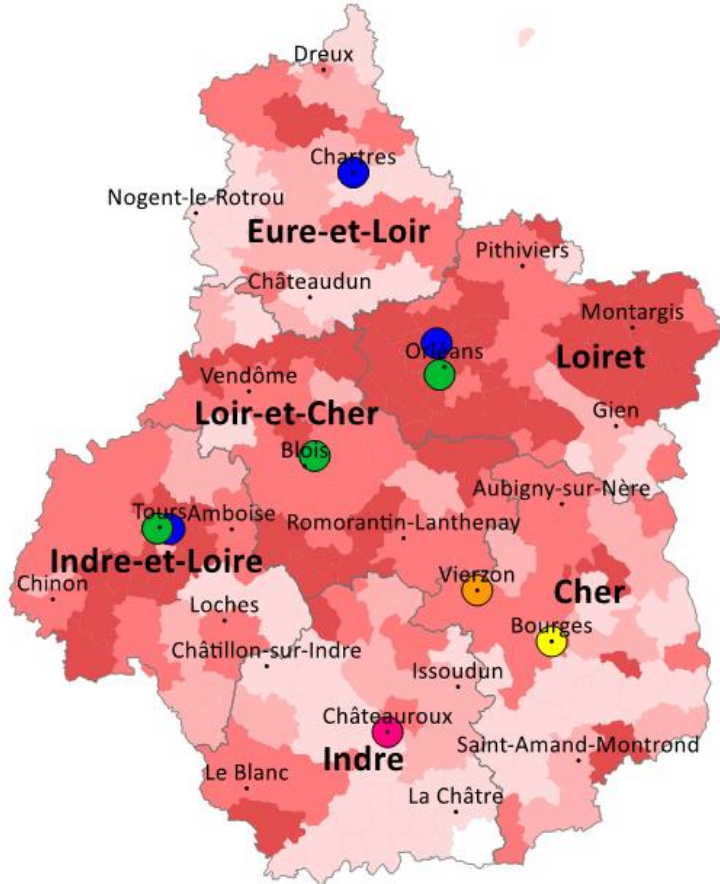 Dreux
Chartres
Nogent-le-Rotrou
Eure-et-Loir
Pithiviers
Châteaudun
Montargis
Orléans
Loiret
Vendôme
Loir-et-Cher
Gien
Blois
Aubigny-sur-Nère
Tours Amboise
Romorantin-Lanthenay
Indre-et-Loire
Vierzon
Cher
Chinon
Loches
Bourges
Châtillon-sur-Indre
Issoudun
Châteauroux
Indre
Saint-Amand-Montrond
Le Blanc
La Châtre